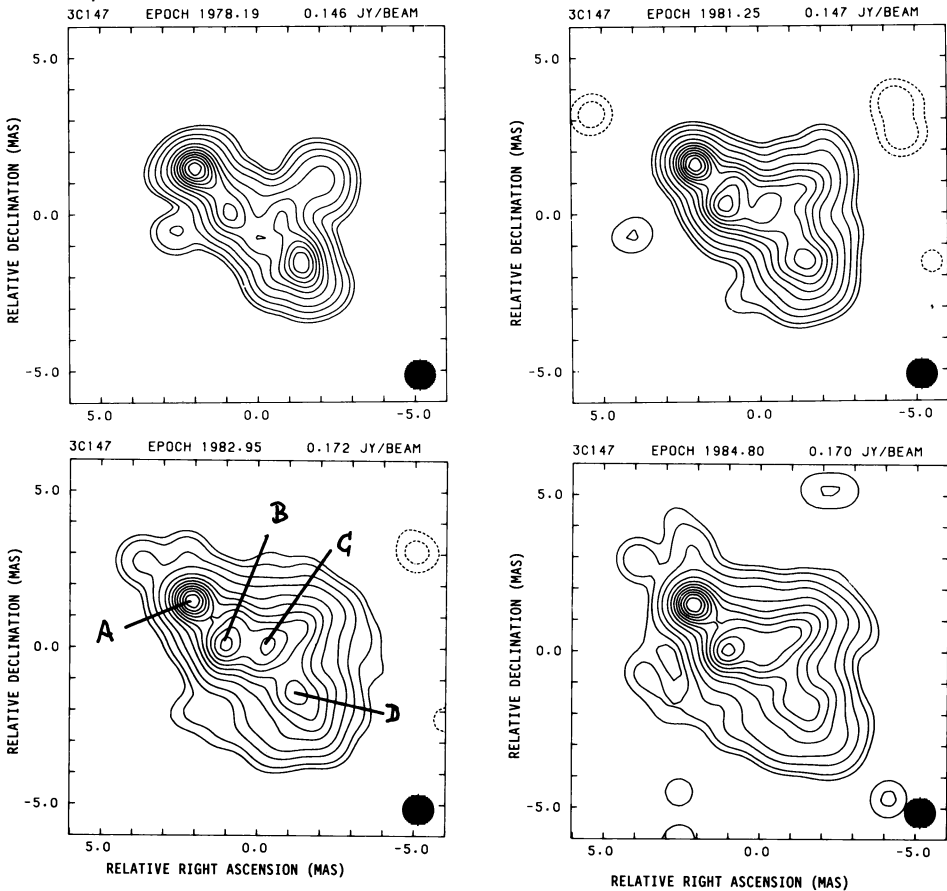 3C147 EPOCH 1978.19 0.146 JY/BEAM
3C147 EPOCH 1981.25 0.147 JY/BEAM
RELATIVE DECLINATION (MAS)
5.0
0.0
-5.0
5.0 0.0 -5.0
RELATIVE DECLINATION (MAS)
5.0
0.0
-5.0
5.0 0.0 -5.0
3C147 EPOCH 1982.95 0.172 JY/BEAM
3C147 EPOCH 1984.80 0.170 JY/BEAM
RELATIVE DECLINATION (MAS)
5.0
0.0
-5.0
A
B
C
D
5.0 0.0 -5.0
RELATIVE RIGHT ASCENSION (MAS)
RELATIVE DECLINATION (MAS)
5.0
0.0
-5.0
5.0 0.0 -5.0
RELATIVE RIGHT ASCENSION (MAS)